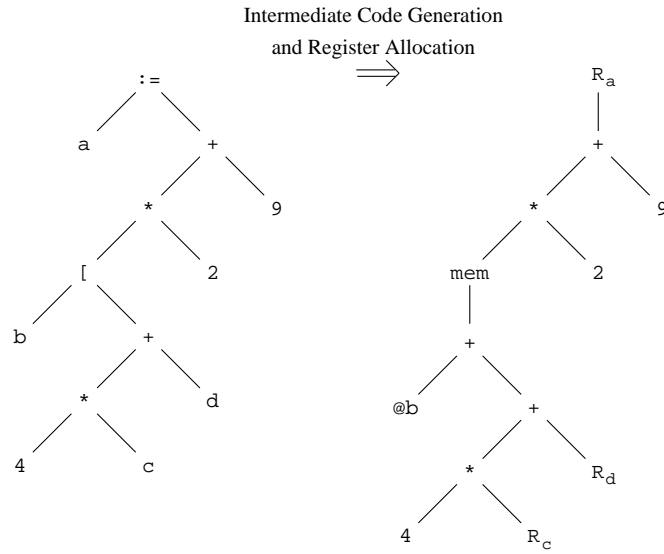 Intermediate Code Generation
and Register Allocation
⇒
:= R_a
a + +
* 9 * 9
[ 2 mem 2
b + +
* d @b +
4 c * R_d
4 R_c